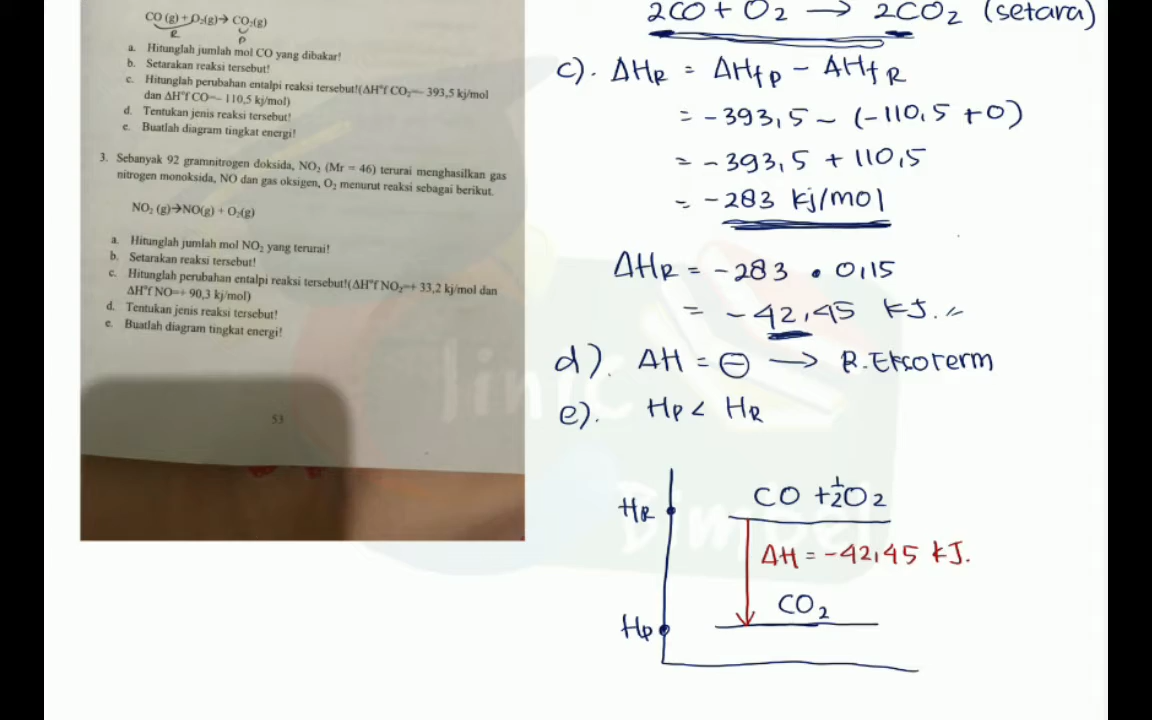 CO (g) + O₂(g)→ CO₂(g)
R
P
a. Hitunglah jumlah mol CO yang dibakar!
b. Setarakan reaksi tersebut!
c. Hitunglah perubahan entalpi reaksi tersebut!(ΔH°f CO₂=− 393,5 kj/mol
dan ΔH°f CO=− 110,5 kj/mol)
d. Tentukan jenis reaksi tersebut!
e. Buatlah diagram tingkat energi!
3. Sebanyak 92 gramnitrogen doksida, NO₂ (Mr = 46) terurai menghasilkan gas
nitrogen monoksida, NO dan gas oksigen, O₂ menurut reaksi sebagai berikut.
NO₂ (g)→NO(g) + O₂(g)
a. Hitunglah jumlah mol NO₂ yang terurai!
b. Setarakan reaksi tersebut!
c. Hitunglah perubahan entalpi reaksi tersebut!(ΔH°f NO₂=+ 33,2 kj/mol dan
ΔH°f NO=+ 90,3 kj/mol)
d. Tentukan jenis reaksi tersebut!
e. Buatlah diagram tingkat energi!
53
2CO + O₂ → 2CO₂ (setara)
c). ΔHR = ΔHfP − ΔHfR
= −393,5 − (−110,5 + 0)
= −393,5 + 110,5
= −283 kj/mol
ΔHR = −283 • 0,15
= −42,45 kJ.
d). ΔH = ⊖ → R. Eksoterm
e). HP < HR
HR
CO + ½O₂
ΔH = −42,45 kJ.
CO₂
HP
linic
Bimbel